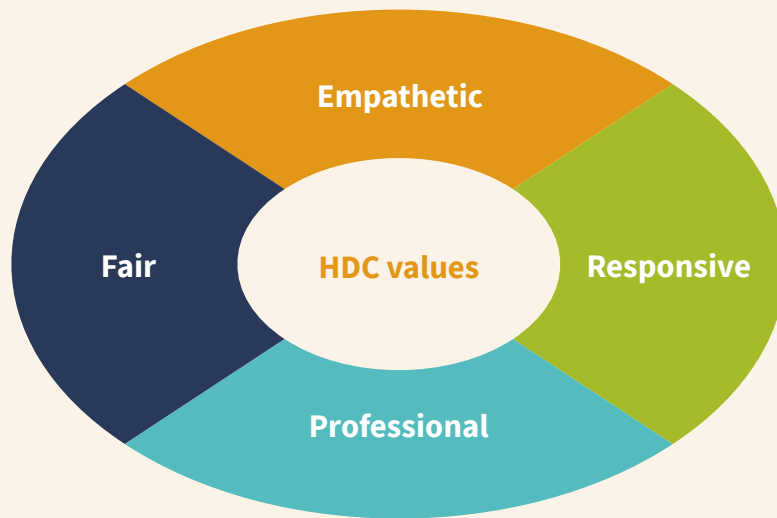 Empathetic
Fair
HDC values
Responsive
Professional